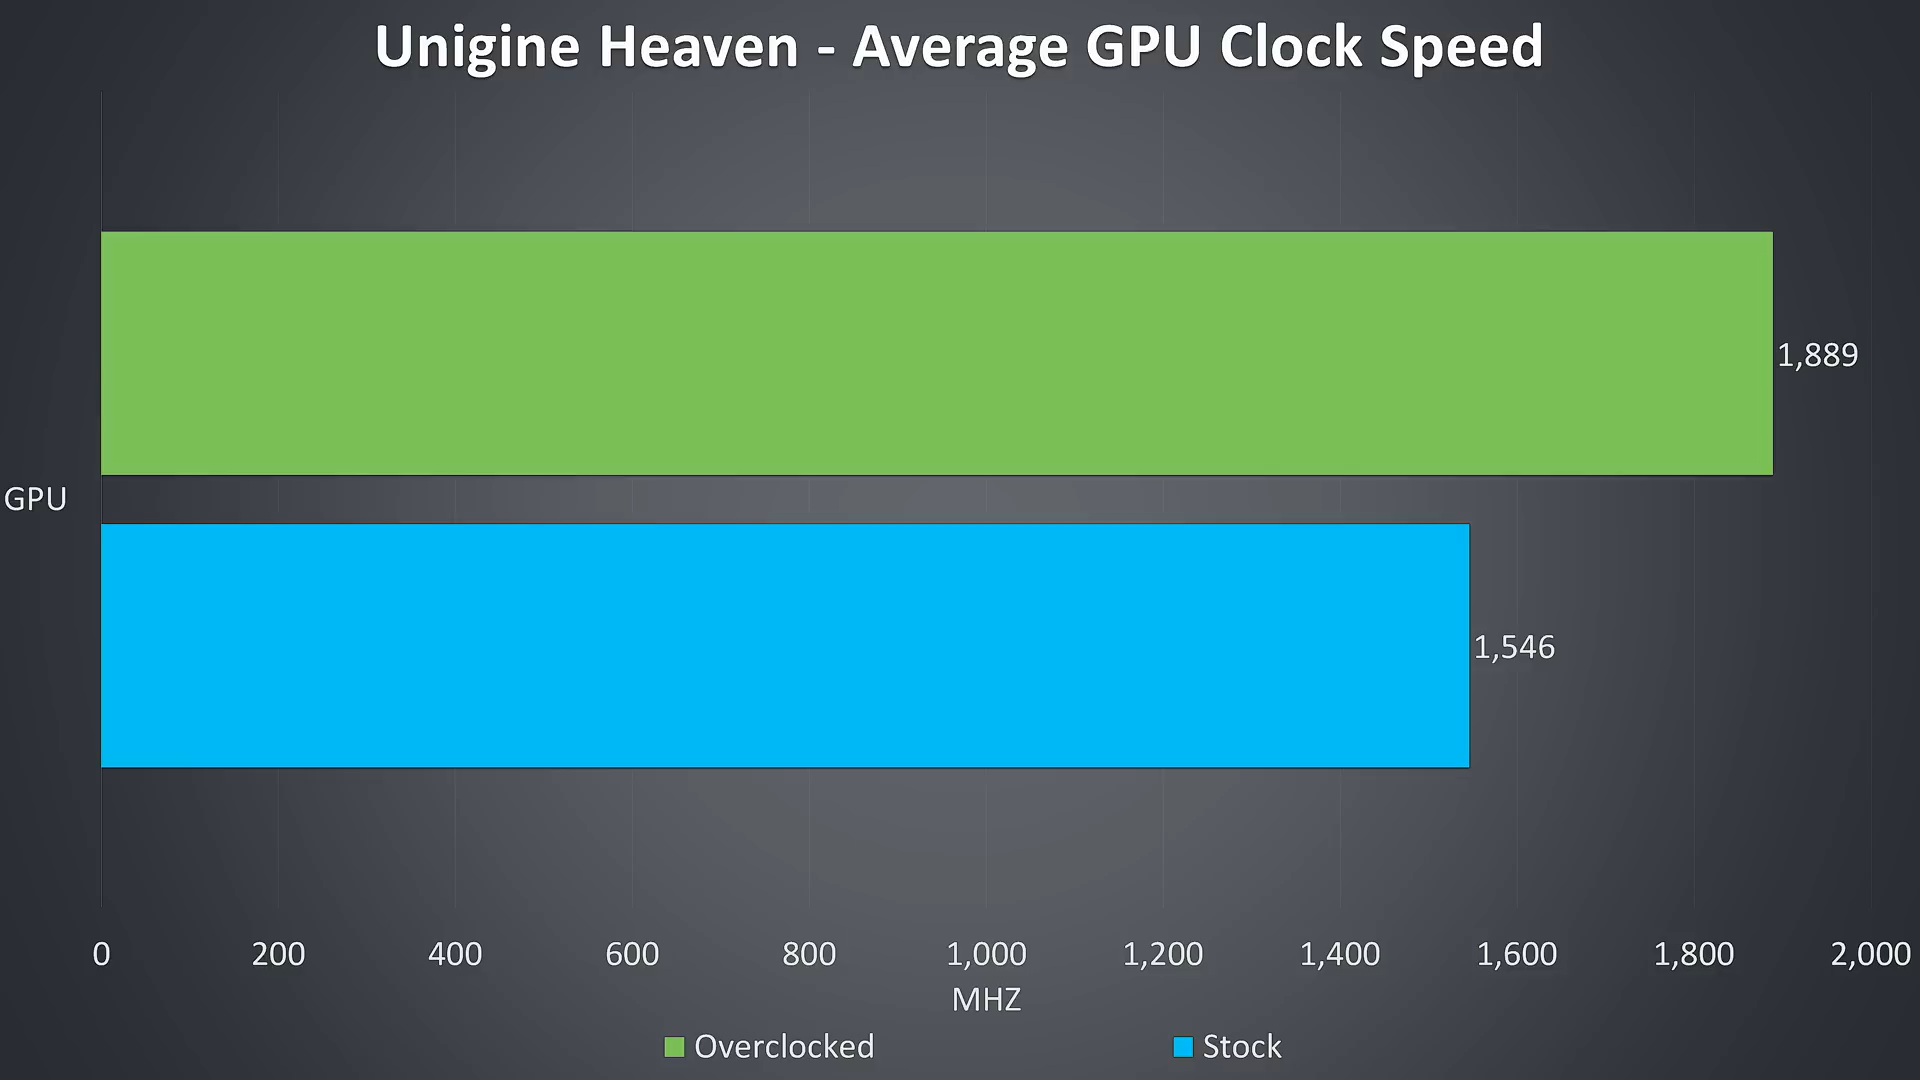 Unigine Heaven - Average GPU Clock Speed
1,889
GPU
1,546
0 200 400 600 800 1,000 1,200 1,400 1,600 1,800 2,000
MHZ
Overclocked Stock